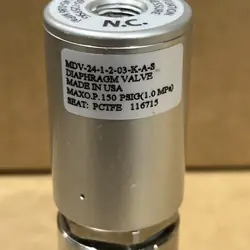 N.C.
MDV-24-1-2-03-K-A-S
DIAPHRAGM VALVE
MADE IN USA
MAXO.P.150 PSIG(1.0 MPa)
SEAT: PCTFE 116715